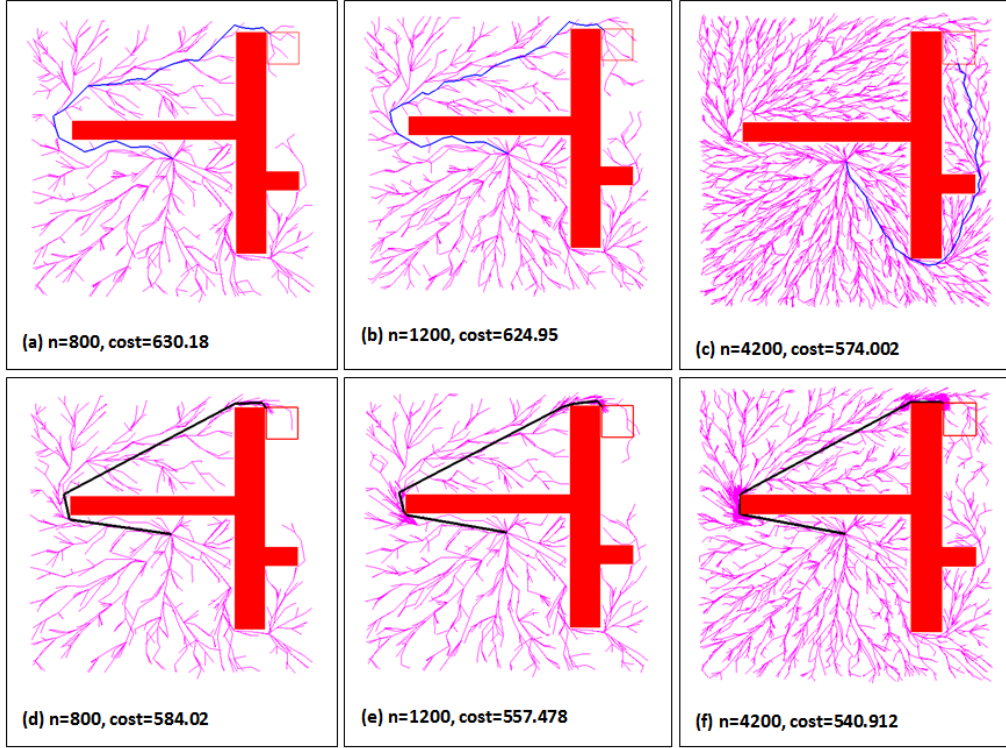 (a) n=800, cost=630.18
(b) n=1200, cost=624.95
(c) n=4200, cost=574.002
(d) n=800, cost=584.02
(e) n=1200, cost=557.478
(f) n=4200, cost=540.912